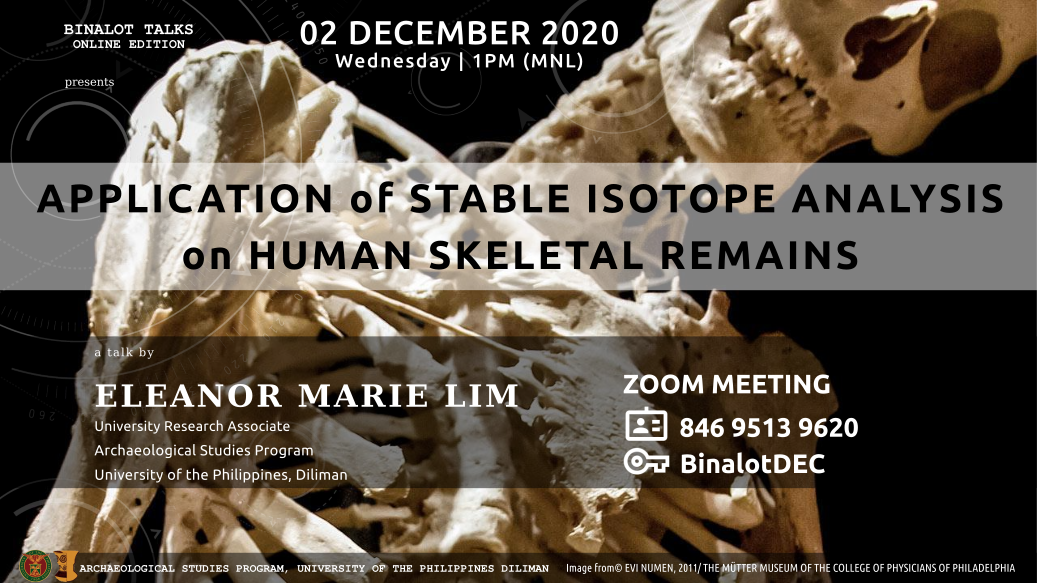 BINALOT TALKS
ONLINE EDITION
presents
02 DECEMBER 2020
Wednesday | 1PM (MNL)
APPLICATION of STABLE ISOTOPE ANALYSIS
on HUMAN SKELETAL REMAINS
a talk by
ELEANOR MARIE LIM
University Research Associate
Archaeological Studies Program
University of the Philippines, Diliman
ZOOM MEETING
846 9513 9620
BinalotDEC
ARCHAEOLOGICAL STUDIES PROGRAM, UNIVERSITY OF THE PHILIPPINES DILIMAN
Image from© EVI NUMEN, 2011/ THE MÜTTER MUSEUM OF THE COLLEGE OF PHYSICIANS OF PHILADELPHIA